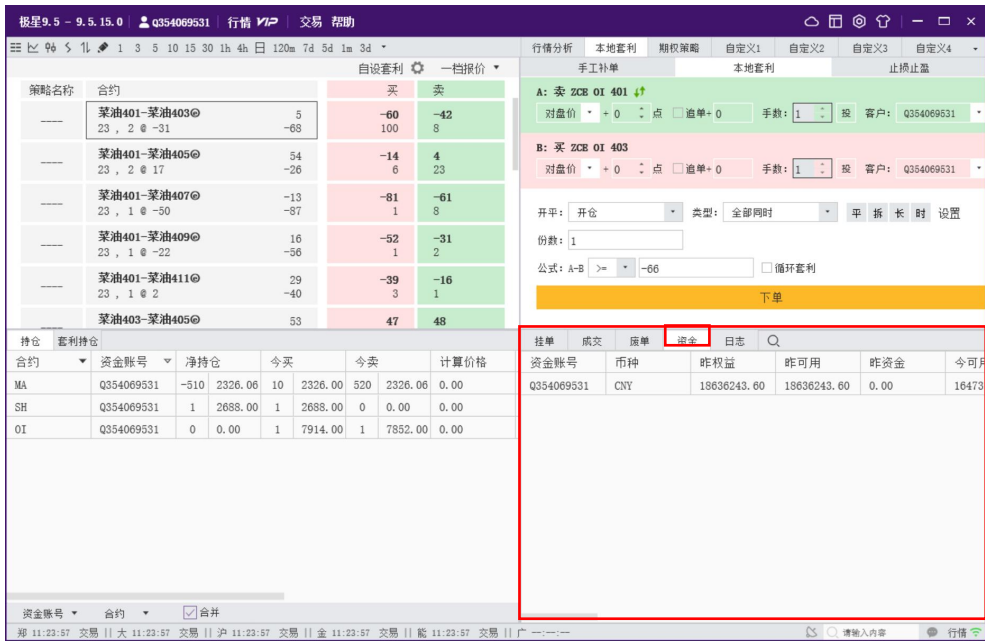 极星9.5 - 9.5.15.0 Q354069531 行情 VIP 交易 帮助
1 3 5 10 15 30 1h 4h 日 120m 7d 5d 1m 3d
行情分析 本地套利 期权策略 自定义1 自定义2 自定义3 自定义4
自设套利 一档报价
手工补单 本地套利 止损止盈
策略名称 合约 买 卖
---- 菜油401-菜油403 5 -60 -42
23 , 2 @ -31 -68 100 8
---- 菜油401-菜油405 54 -14 4
23 , 2 @ 17 -26 6 23
---- 菜油401-菜油407 -13 -81 -61
23 , 1 @ -50 -87 1 8
---- 菜油401-菜油409 16 -52 -31
23 , 1 @ -22 -56 1 2
---- 菜油401-菜油411 29 -39 -16
23 , 1 @ 2 -40 3 1
---- 菜油403-菜油405 53 47 48
A: 卖 ZCE OI 401
对盘价 + 0 点 追单+ 0 手数: 1 投 客户: Q354069531
B: 买 ZCE OI 403
对盘价 + 0 点 追单+ 0 手数: 1 投 客户: Q354069531
开平: 开仓 类型: 全部同时 平 拆 长 时 设置
份数: 1
公式: A-B >= -66 循环套利
下单
持仓 套利持仓
合约 资金账号 净持仓 今买 今卖 计算价格
MA Q354069531 -510 2326.06 10 2326.00 520 2326.06 0.00
SH Q354069531 1 2688.00 1 2688.00 0 0.00 0.00
OI Q354069531 0 0.00 1 7914.00 1 7852.00 0.00
挂单 成交 废单 资金 日志
资金账号 币种 昨权益 昨可用 昨资金 今可用
Q354069531 CNY 18636243.60 18636243.60 0.00 16473
资金账号 合约 合并
郑 11:23:57 交易 || 大 11:23:57 交易 || 沪 11:23:57 交易 || 金 11:23:57 交易 || 能 11:23:57 交易 || 广 --:--:--
请输入内容 行情